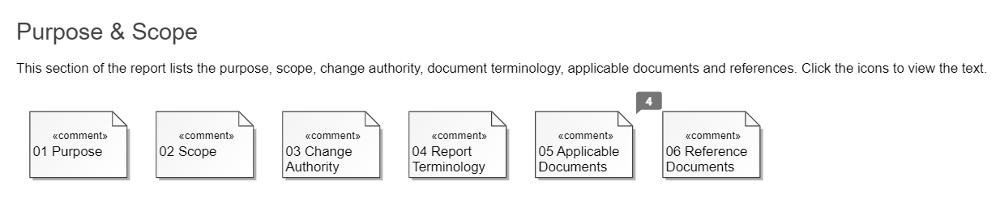 Purpose & Scope
This section of the report lists the purpose, scope, change authority, document terminology, applicable documents and references. Click the icons to view the text.
4
«comment»
01 Purpose
«comment»
02 Scope
«comment»
03 Change
Authority
«comment»
04 Report
Terminology
«comment»
05 Applicable
Documents
«comment»
06 Reference
Documents